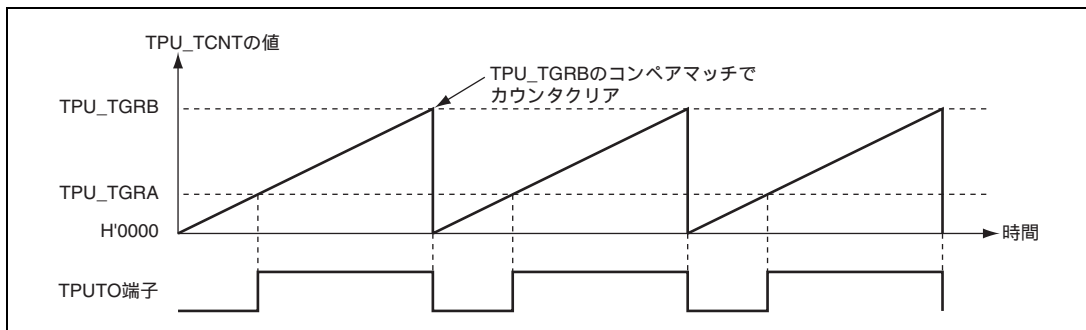 TPU_TCNTの値
TPU_TGRBのコンペアマッチで
カウンタクリア
TPU_TGRB
TPU_TGRA
H'0000
時間
TPUTO端子